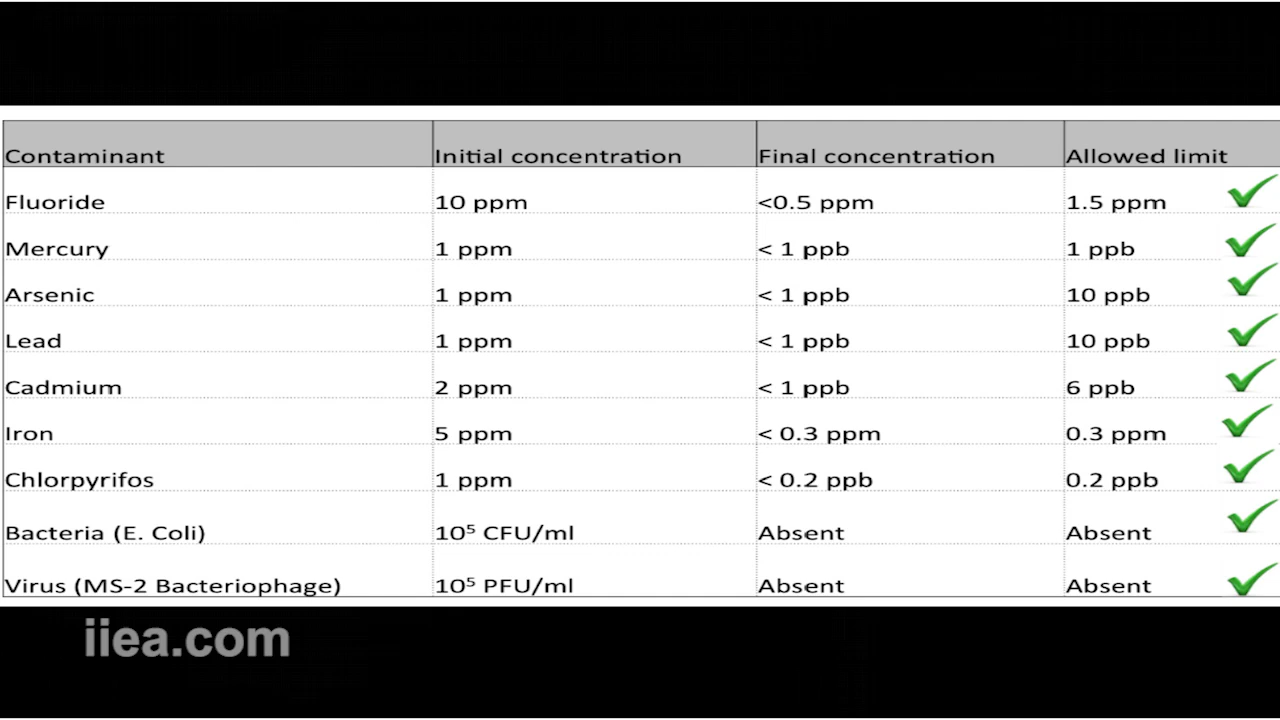 Contaminant Initial concentration Final concentration Allowed limit
Fluoride 10 ppm <0.5 ppm 1.5 ppm
Mercury 1 ppm < 1 ppb 1 ppb
Arsenic 1 ppm < 1 ppb 10 ppb
Lead 1 ppm < 1 ppb 10 ppb
Cadmium 2 ppm < 1 ppb 6 ppb
Iron 5 ppm < 0.3 ppm 0.3 ppm
Chlorpyrifos 1 ppm < 0.2 ppb 0.2 ppb
Bacteria (E. Coli) 10⁵ CFU/ml Absent Absent
Virus (MS-2 Bacteriophage) 10⁵ PFU/ml Absent Absent
iiea.com